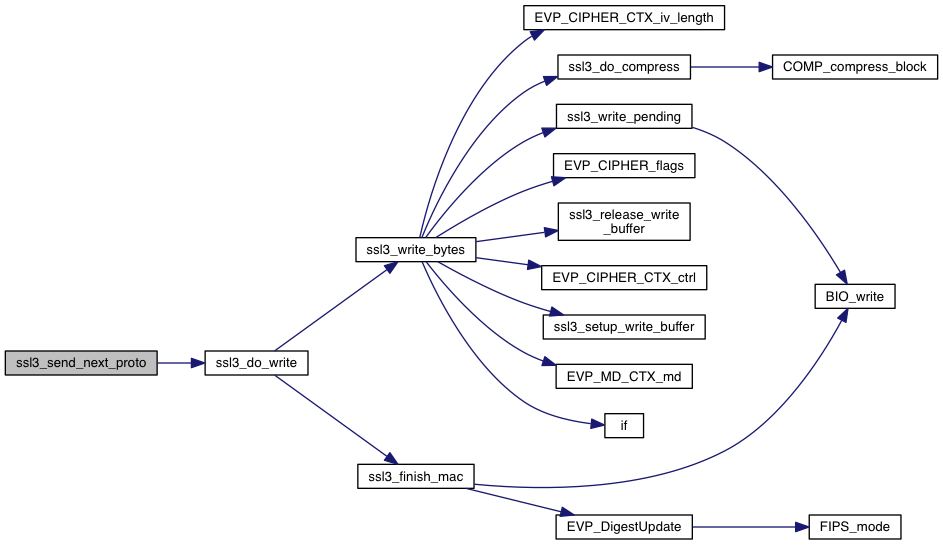 EVP_CIPHER_CTX_iv_length
ssl3_do_compress
COMP_compress_block
ssl3_write_pending
EVP_CIPHER_flags
ssl3_release_write
_buffer
ssl3_write_bytes
EVP_CIPHER_CTX_ctrl
BIO_write
ssl3_setup_write_buffer
ssl3_send_next_proto
ssl3_do_write
EVP_MD_CTX_md
if
ssl3_finish_mac
EVP_DigestUpdate
FIPS_mode